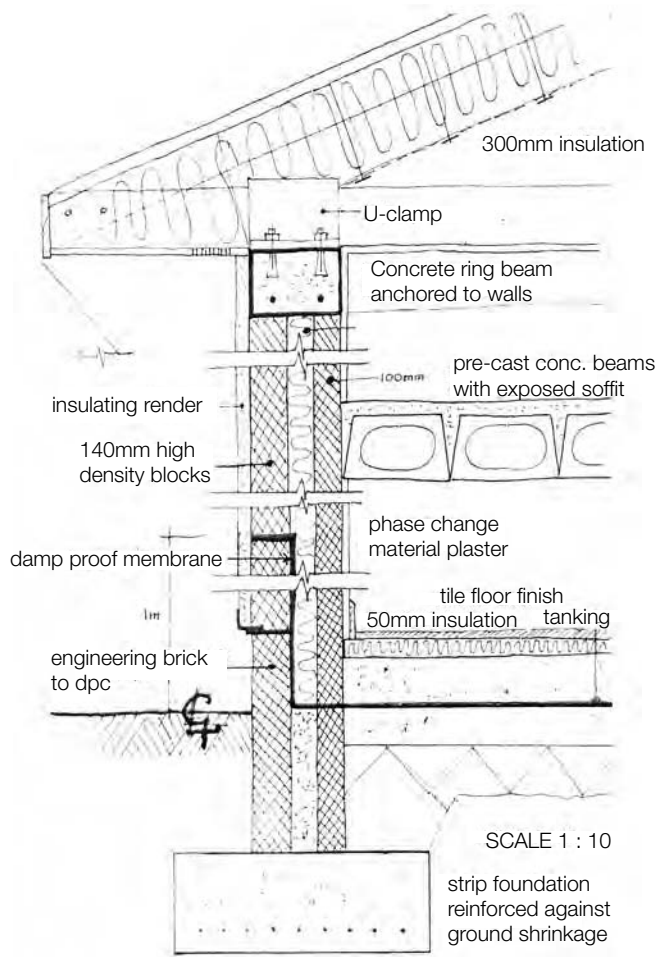 300mm insulation
U-clamp
Concrete ring beam
anchored to walls
100mm
pre-cast conc. beams
with exposed soffit
insulating render
140mm high
density blocks
phase change
material plaster
damp proof membrane
tile floor finish
1m
50mm insulation
tanking
engineering brick
to dpc
SCALE 1 : 10
strip foundation
reinforced against
ground shrinkage